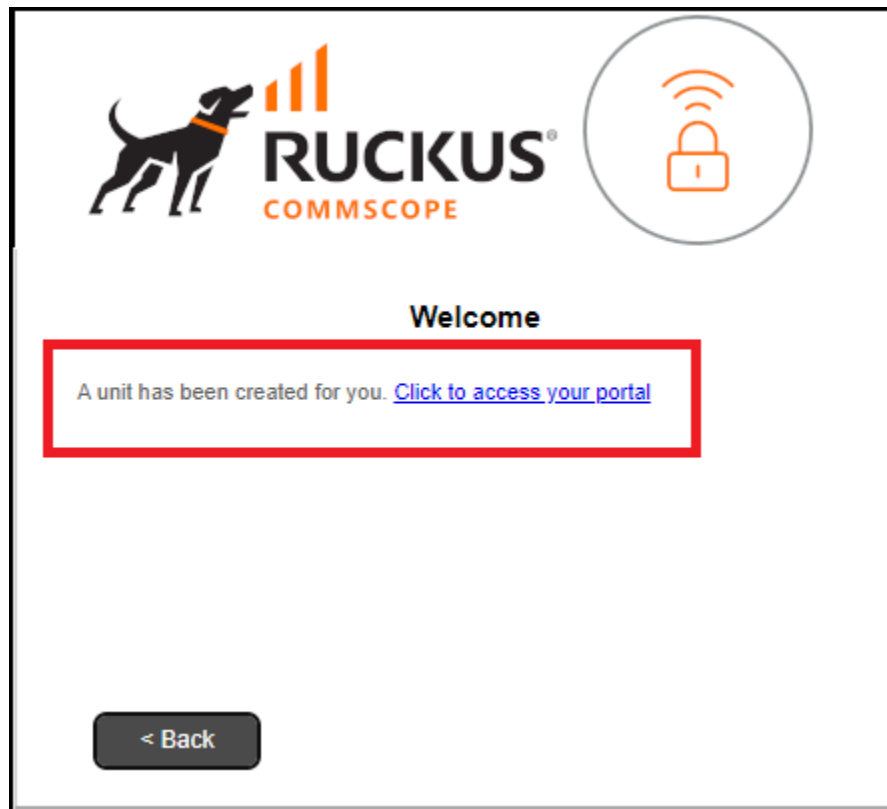 RUCKUS®
COMMSCOPE
Welcome
A unit has been created for you. Click to access your portal
< Back